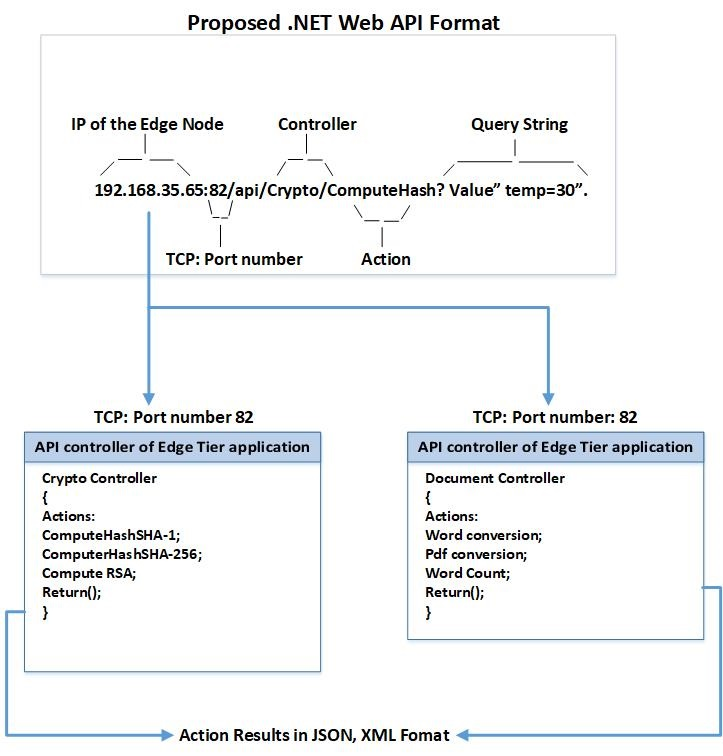 Proposed .NET Web API Format
IP of the Edge Node Controller Query String
192.168.35.65:82/api/Crypto/ComputeHash? Value” temp=30”.
TCP: Port number Action
TCP: Port number 82
API controller of Edge Tier application
Crypto Controller
{
Actions:
ComputeHashSHA-1;
ComputerHashSHA-256;
Compute RSA;
Return();
}
TCP: Port number: 82
API controller of Edge Tier application
Document Controller
{
Actions:
Word conversion;
Pdf conversion;
Word Count;
Return();
}
Action Results in JSON, XML Fomat